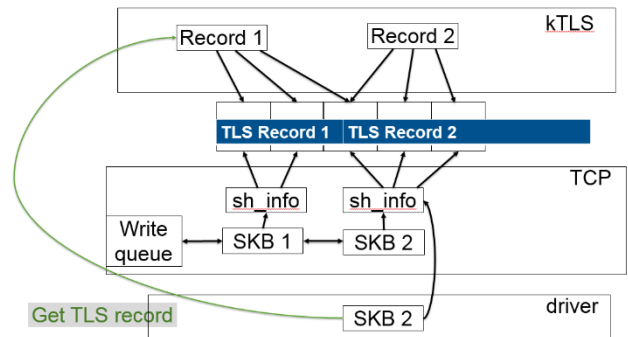 kTLS
Record 1
Record 2
TLS Record 1
TLS Record 2
TCP
sh_info
sh_info
Write
queue
SKB 1
SKB 2
driver
Get TLS record
SKB 2